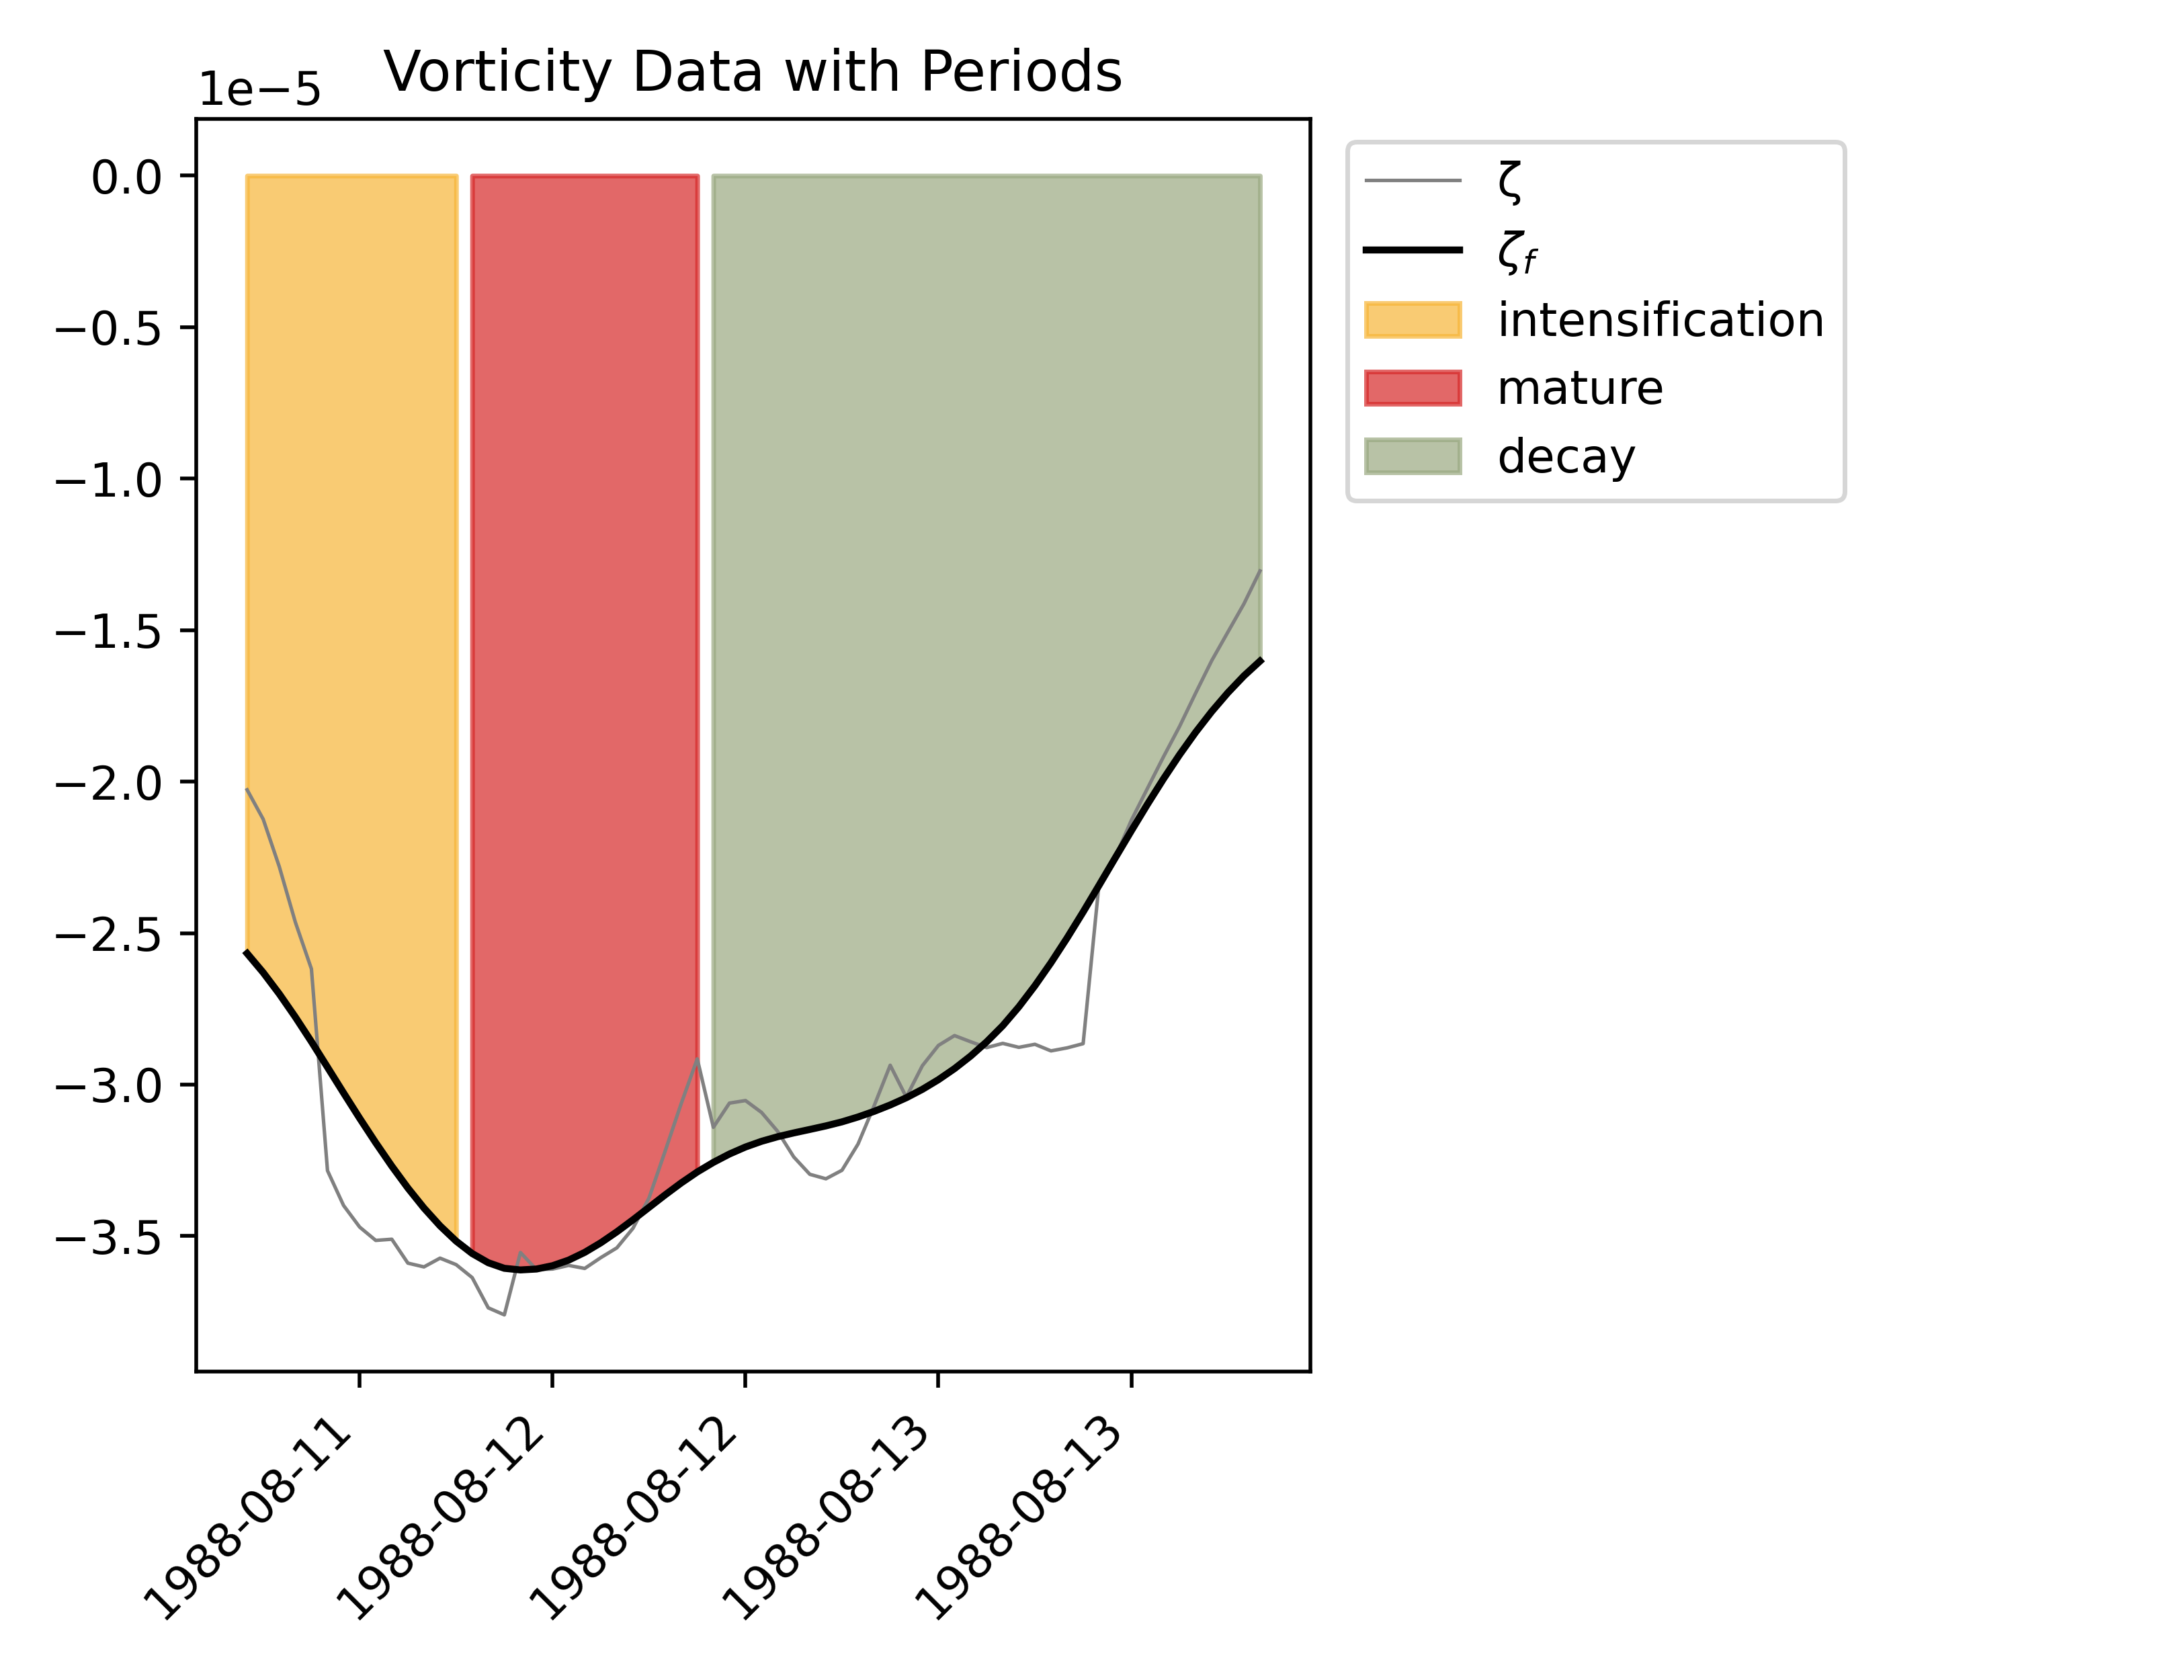 Vorticity Data with Periods
1e−5
0.0
−0.5
−1.0
−1.5
−2.0
−2.5
−3.0
−3.5
1988-08-11
1988-08-12
1988-08-12
1988-08-13
1988-08-13
ζ
ζf
intensification
mature
decay